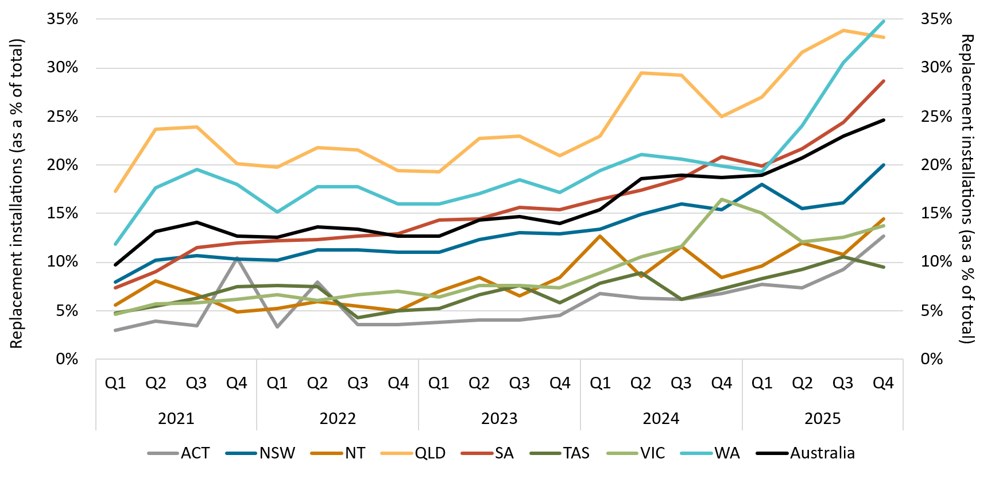 Replacement installations (as a % of total)
35% 35%
30% 30%
25% 25%
20% 20%
15% 15%
10% 10%
5% 5%
0% 0%
Replacement installations (as a % of total)
Q1 Q2 Q3 Q4 Q1 Q2 Q3 Q4 Q1 Q2 Q3 Q4 Q1 Q2 Q3 Q4 Q1 Q2 Q3 Q4
2021 2022 2023 2024 2025
ACT NSW NT QLD SA TAS VIC WA Australia